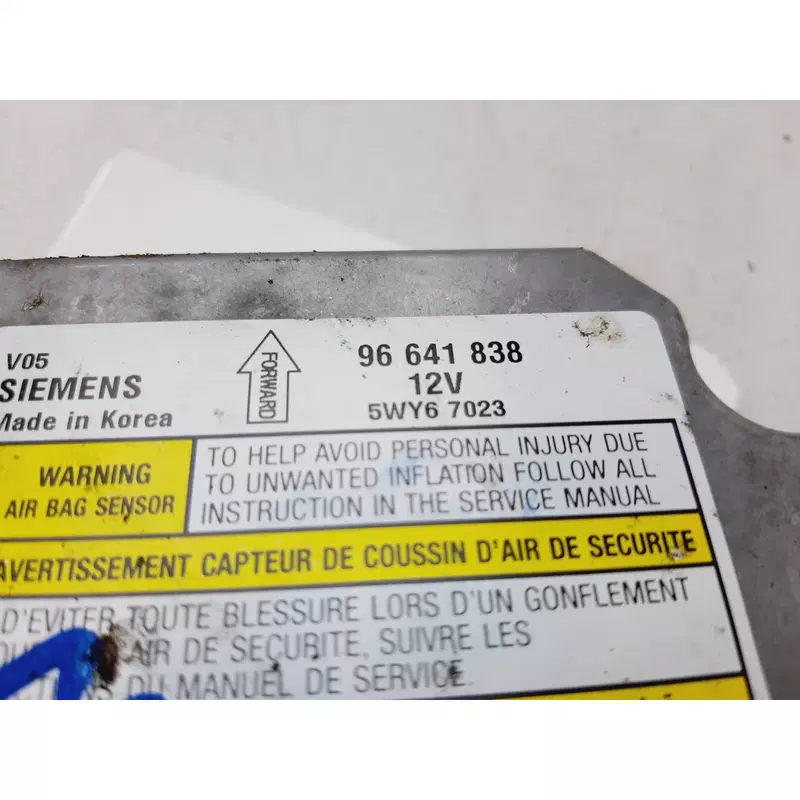 V05
SIEMENS
Made in Korea
FORWARD
96 641 838
12V
5WY6 7023
WARNING
AIR BAG SENSOR
TO HELP AVOID PERSONAL INJURY DUE
TO UNWANTED INFLATION FOLLOW ALL
INSTRUCTION IN THE SERVICE MANUAL
AVERTISSEMENT CAPTEUR DE COUSSIN D'AIR DE SECURITE
D'EVITER TOUTE BLESSURE LORS D'UN GONFLEMENT
AIR DE SECURITE, SUIVRE LES
DU MANUEL DE SERVICE.